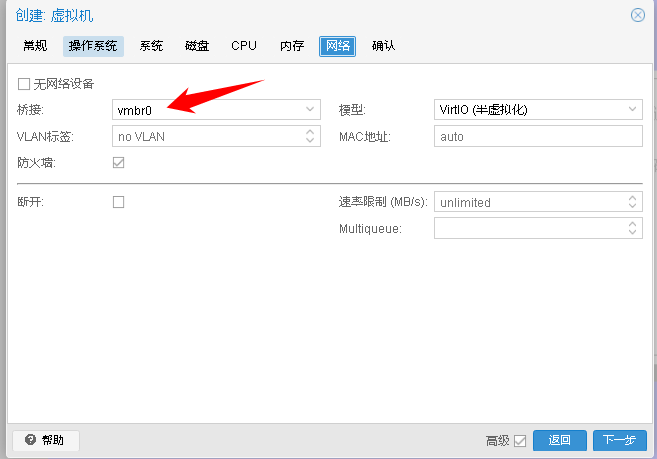 创建: 虚拟机
常规 操作系统 系统 磁盘 CPU 内存 网络 确认
无网络设备
桥接: vmbr0 模型: VirtIO (半虚拟化)
VLAN标签: no VLAN MAC地址: auto
防火墙:
断开: 速率限制 (MB/s): unlimited
Multiqueue:
帮助 高级 返回 下一步